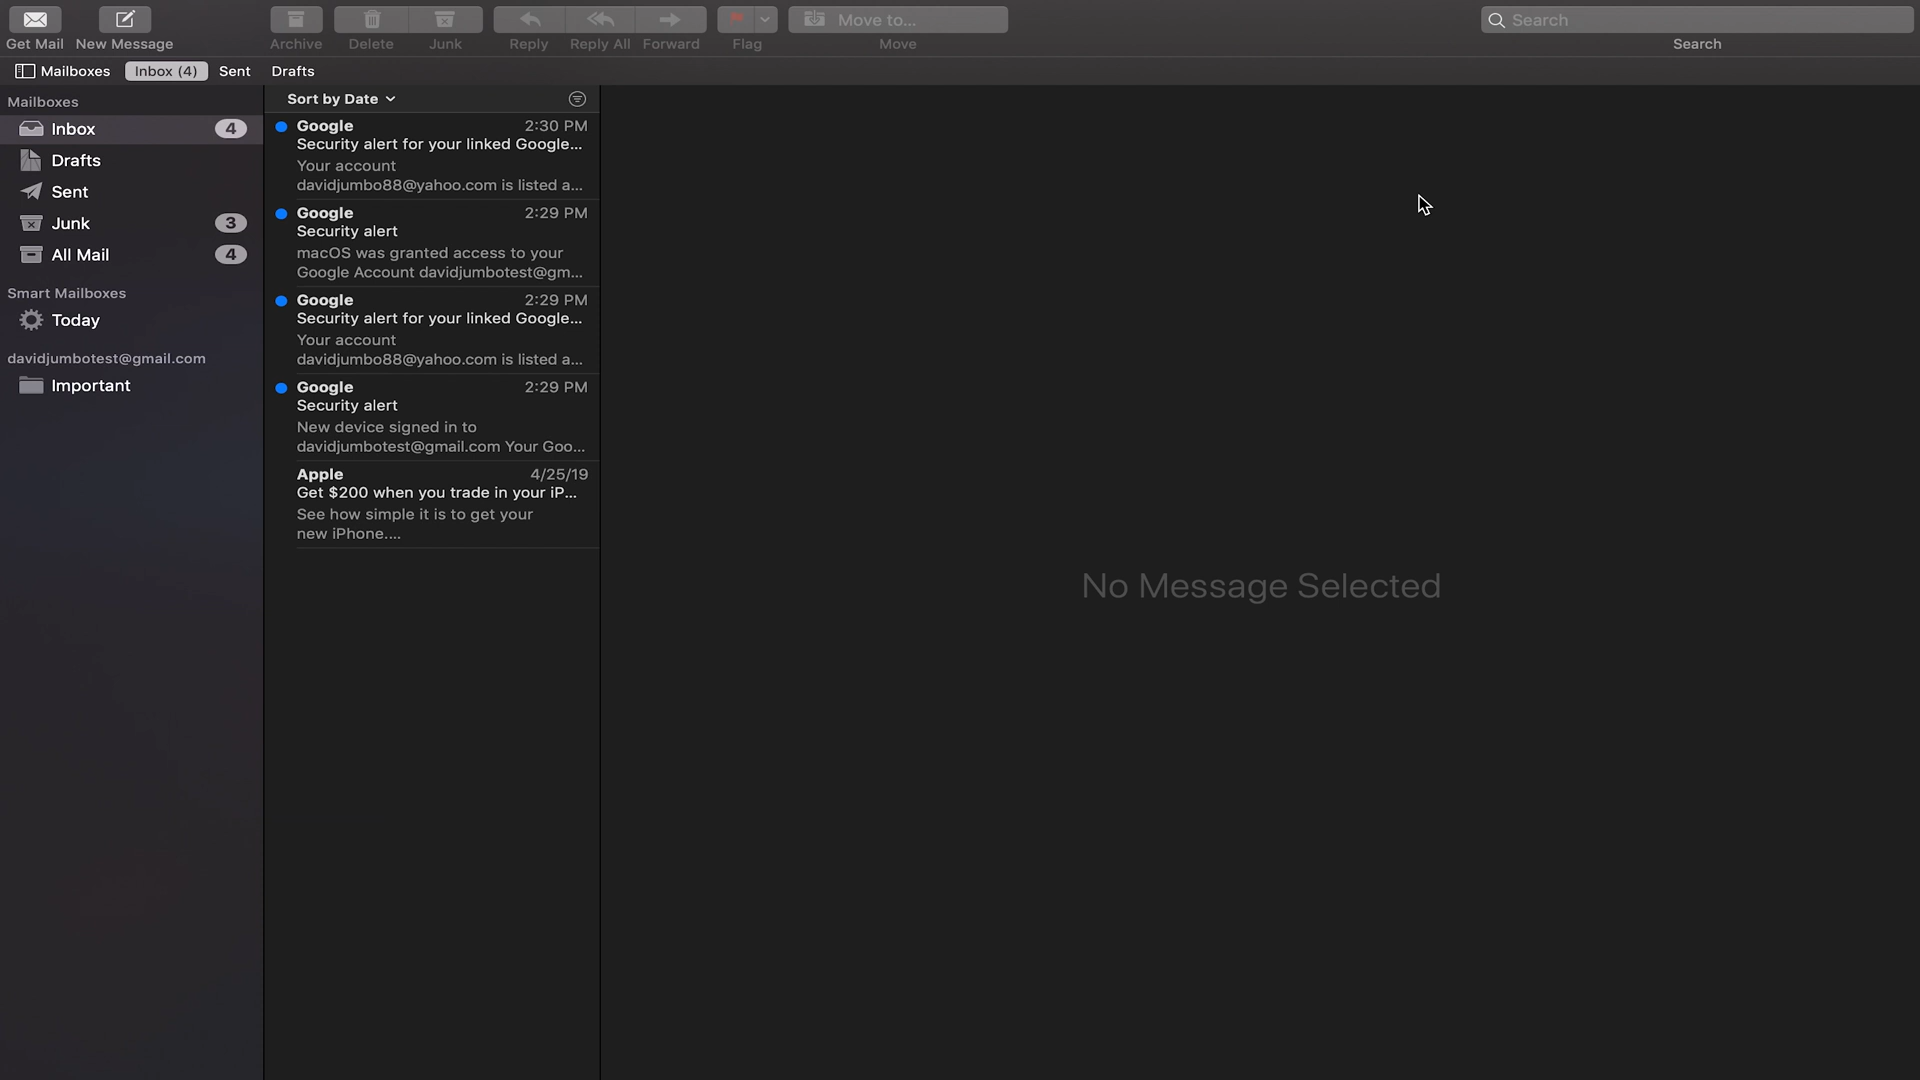 Get Mail
New Message
Archive
Delete
Junk
Reply
Reply All
Forward
Flag
Move to...
Move
Search
Search
Mailboxes
Inbox (4)
Sent
Drafts
Mailboxes
Inbox 4
Drafts
Sent
Junk 3
All Mail 4
Smart Mailboxes
Today
davidjumbotest@gmail.com
Important
Sort by Date
Google 2:30 PM
Security alert for your linked Google...
Your account
davidjumbo88@yahoo.com is listed a...
Google 2:29 PM
Security alert
macOS was granted access to your
Google Account davidjumbotest@gm...
Google 2:29 PM
Security alert for your linked Google...
Your account
davidjumbo88@yahoo.com is listed a...
Google 2:29 PM
Security alert
New device signed in to
davidjumbotest@gmail.com Your Goo...
Apple 4/25/19
Get $200 when you trade in your iP...
See how simple it is to get your
new iPhone....
No Message Selected